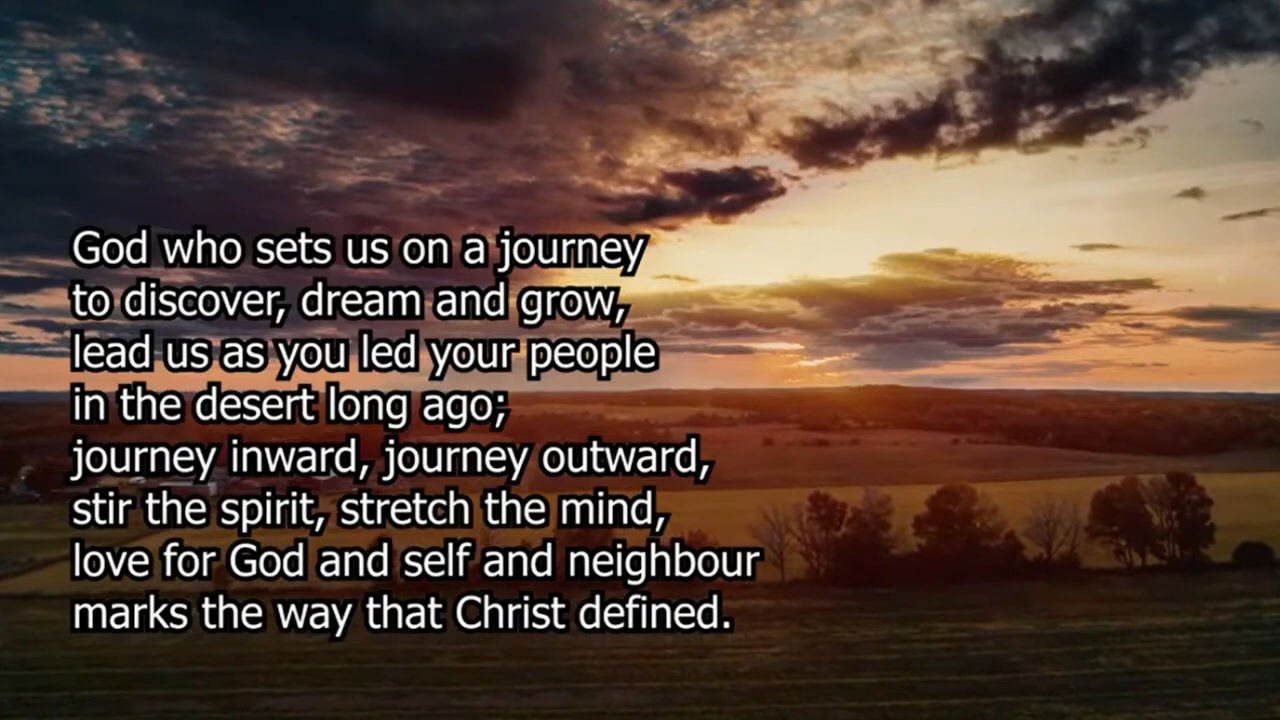 God who sets us on a journey
to discover, dream and grow,
lead us as you led your people
in the desert long ago;
journey inward, journey outward,
stir the spirit, stretch the mind,
love for God and self and neighbour
marks the way that Christ defined.